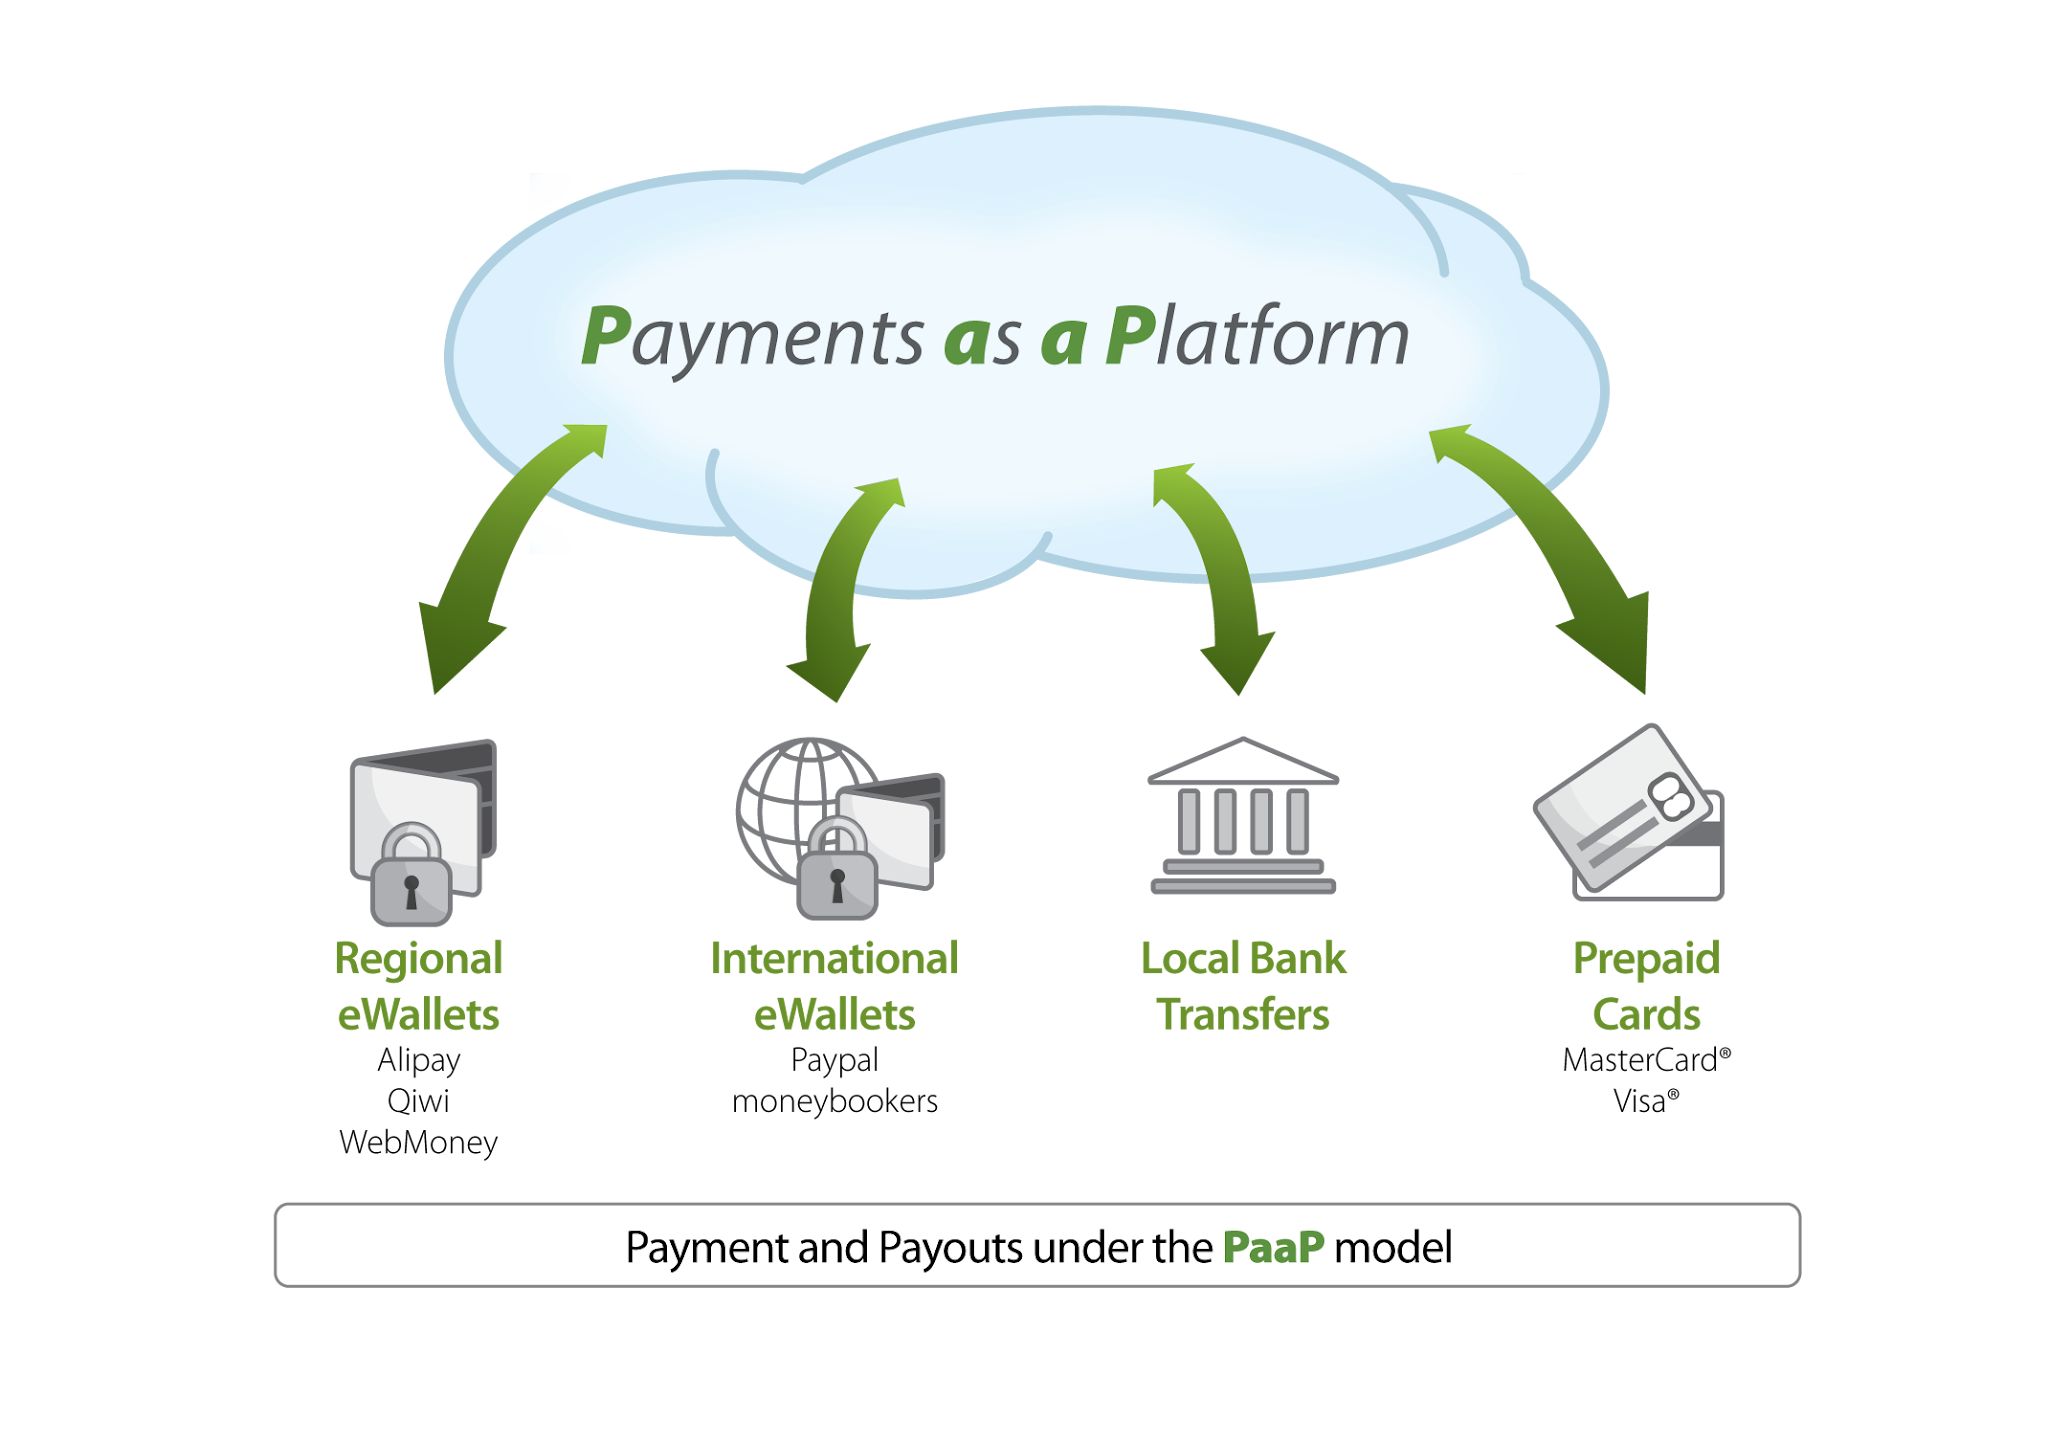 Payments as a Platform
Regional
eWallets
Alipay
Qiwi
WebMoney
International
eWallets
Paypal
moneybookers
Local Bank
Transfers
Prepaid
Cards
MasterCard®
Visa®
Payment and Payouts under the PaaP model